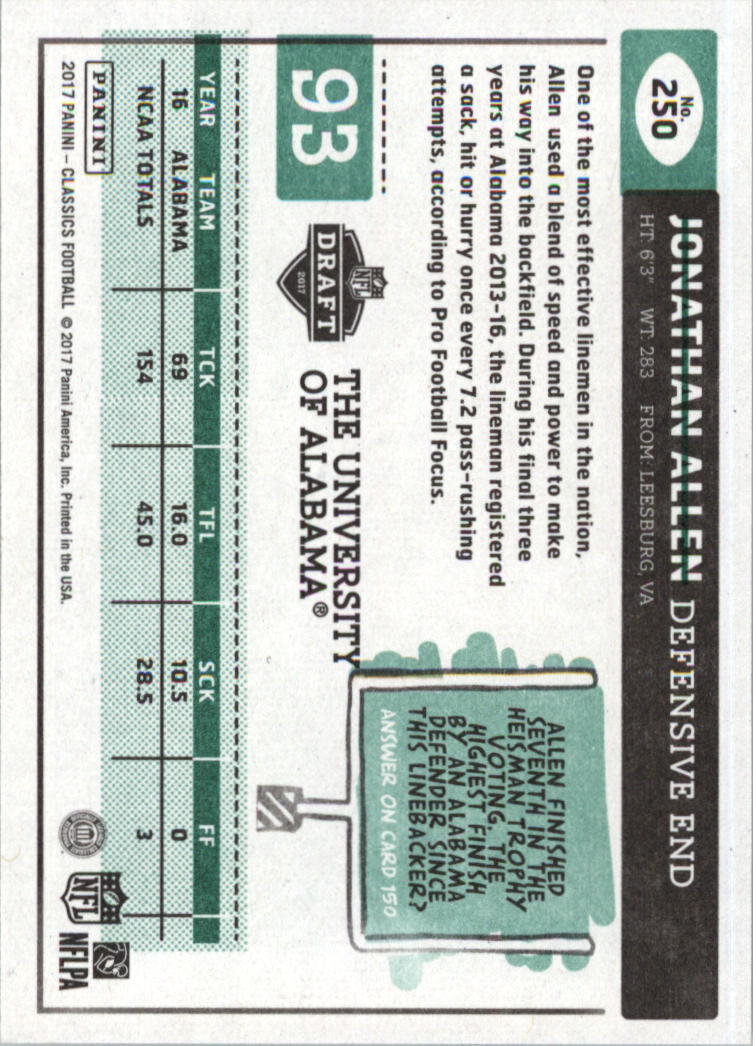 No.
250
JONATHAN ALLEN DEFENSIVE END
HT: 6'3" WT: 283 FROM: LEESBURG, VA
One of the most effective linemen in the nation,
Allen used a blend of speed and power to make
his way into the backfield. During his final three
years at Alabama 2013-16, the lineman registered
a sack, hit or hurry once every 7.2 pass-rushing
attempts, according to Pro Football Focus.
ALLEN FINISHED
SEVENTH IN THE
HEISMAN TROPHY
VOTING, THE
HIGHEST FINISH
BY AN ALABAMA
DEFENDER SINCE
THIS LINEBACKER?
ANSWER ON CARD 150
93
NFL
DRAFT
2017
THE UNIVERSITY
OF ALABAMA®
YEAR TEAM TCK TFL SCK FF
16 ALABAMA 69 16.0 10.5 0
NCAA TOTALS 154 45.0 28.5 3
PANINI
2017 PANINI – CLASSICS FOOTBALL © 2017 Panini America, Inc. Printed in the USA.
NFL
NFLPA